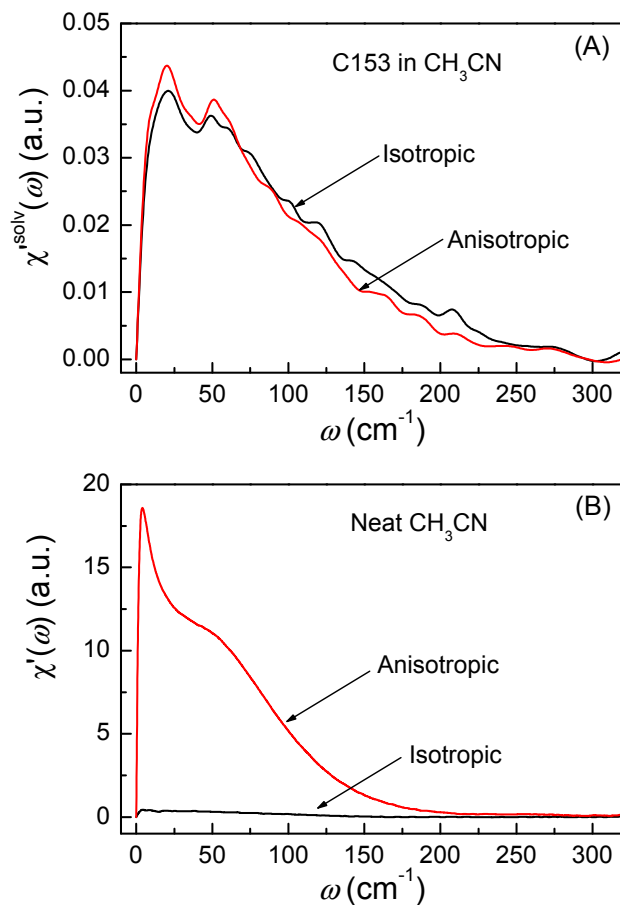 (A)
C153 in CH₃CN
0.05
0.04
0.03
0.02
0.01
0.00
χ'ˢᵒˡᵛ(ω) (a.u.)
Isotropic
Anisotropic
0 50 100 150 200 250 300
ω (cm⁻¹)
(B)
Neat CH₃CN
20
15
10
5
0
χ'(ω) (a.u.)
Anisotropic
Isotropic
0 50 100 150 200 250 300
ω (cm⁻¹)